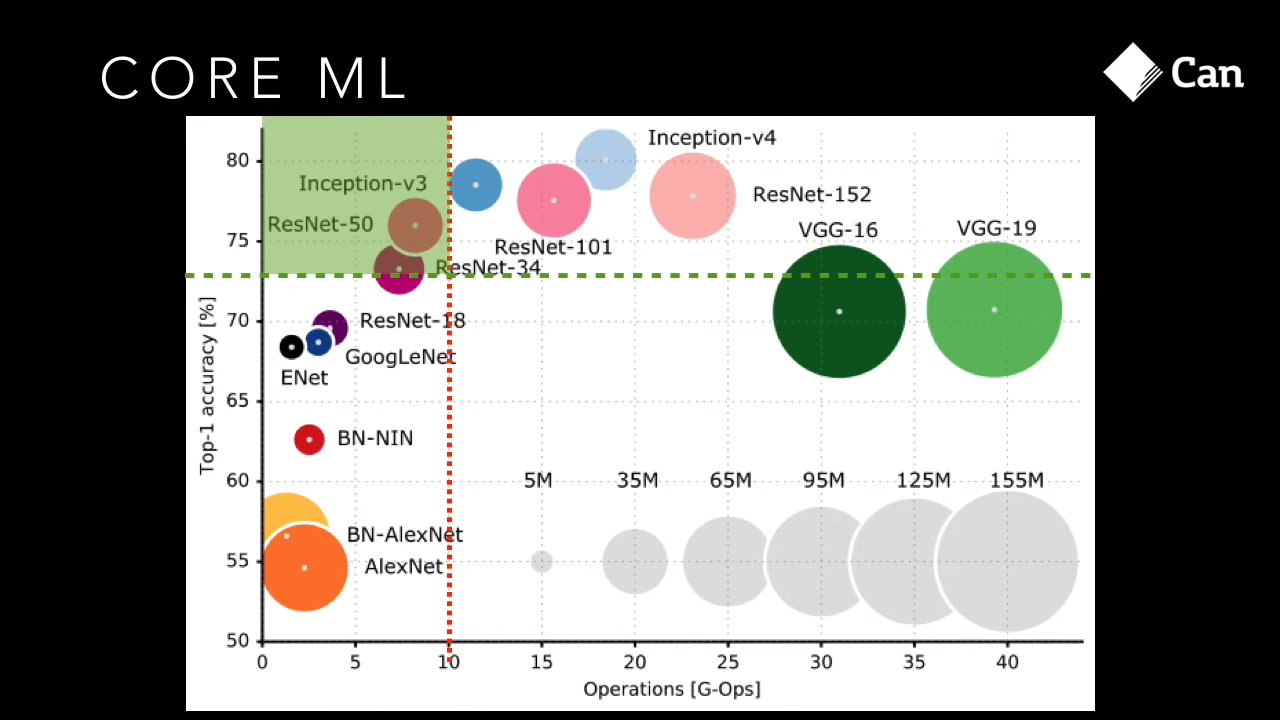 CORE ML
Can
Inception-v4
80
Inception-v3
ResNet-152
ResNet-50
VGG-16
VGG-19
75
ResNet-101
ResNet-34
70
ResNet-18
GoogLeNet
ENet
Top-1 accuracy [%]
65
BN-NIN
60
5M 35M 65M 95M 125M 155M
BN-AlexNet
55
AlexNet
50
0 5 10 15 20 25 30 35 40
Operations [G-Ops]